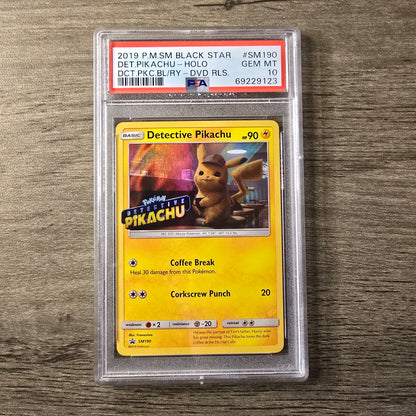 2019 P.M.SM BLACK STAR #SM190
DET.PIKACHU-HOLO GEM MT
DCT.PKC.BL/RY-DVD RLS. 10
PSA 69229123
BASIC Detective Pikachu HP90
POKÉMON
DETECTIVE
PIKACHU
Coffee Break
Heal 30 damage from this Pokémon.
Corkscrew Punch 20
weakness ×2 resistance -20 retreat
SM190